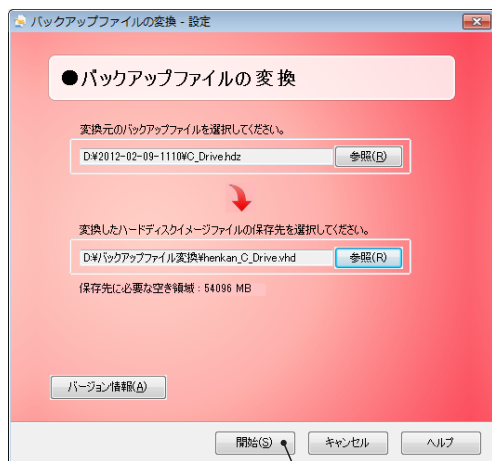 バックアップファイルの変換 - 設定
●バックアップファイルの変換
変換元のバックアップファイルを選択してください。
D:¥2012-02-09-1110¥C_Drive.hdz
参照(R)
変換したハードディスクイメージファイルの保存先を選択してください。
D:¥バックアップファイル変換¥henkan_C_Drive.vhd
参照(R)
保存先に必要な空き領域：54096 MB
バージョン情報(A)
開始(S)
キャンセル
ヘルプ